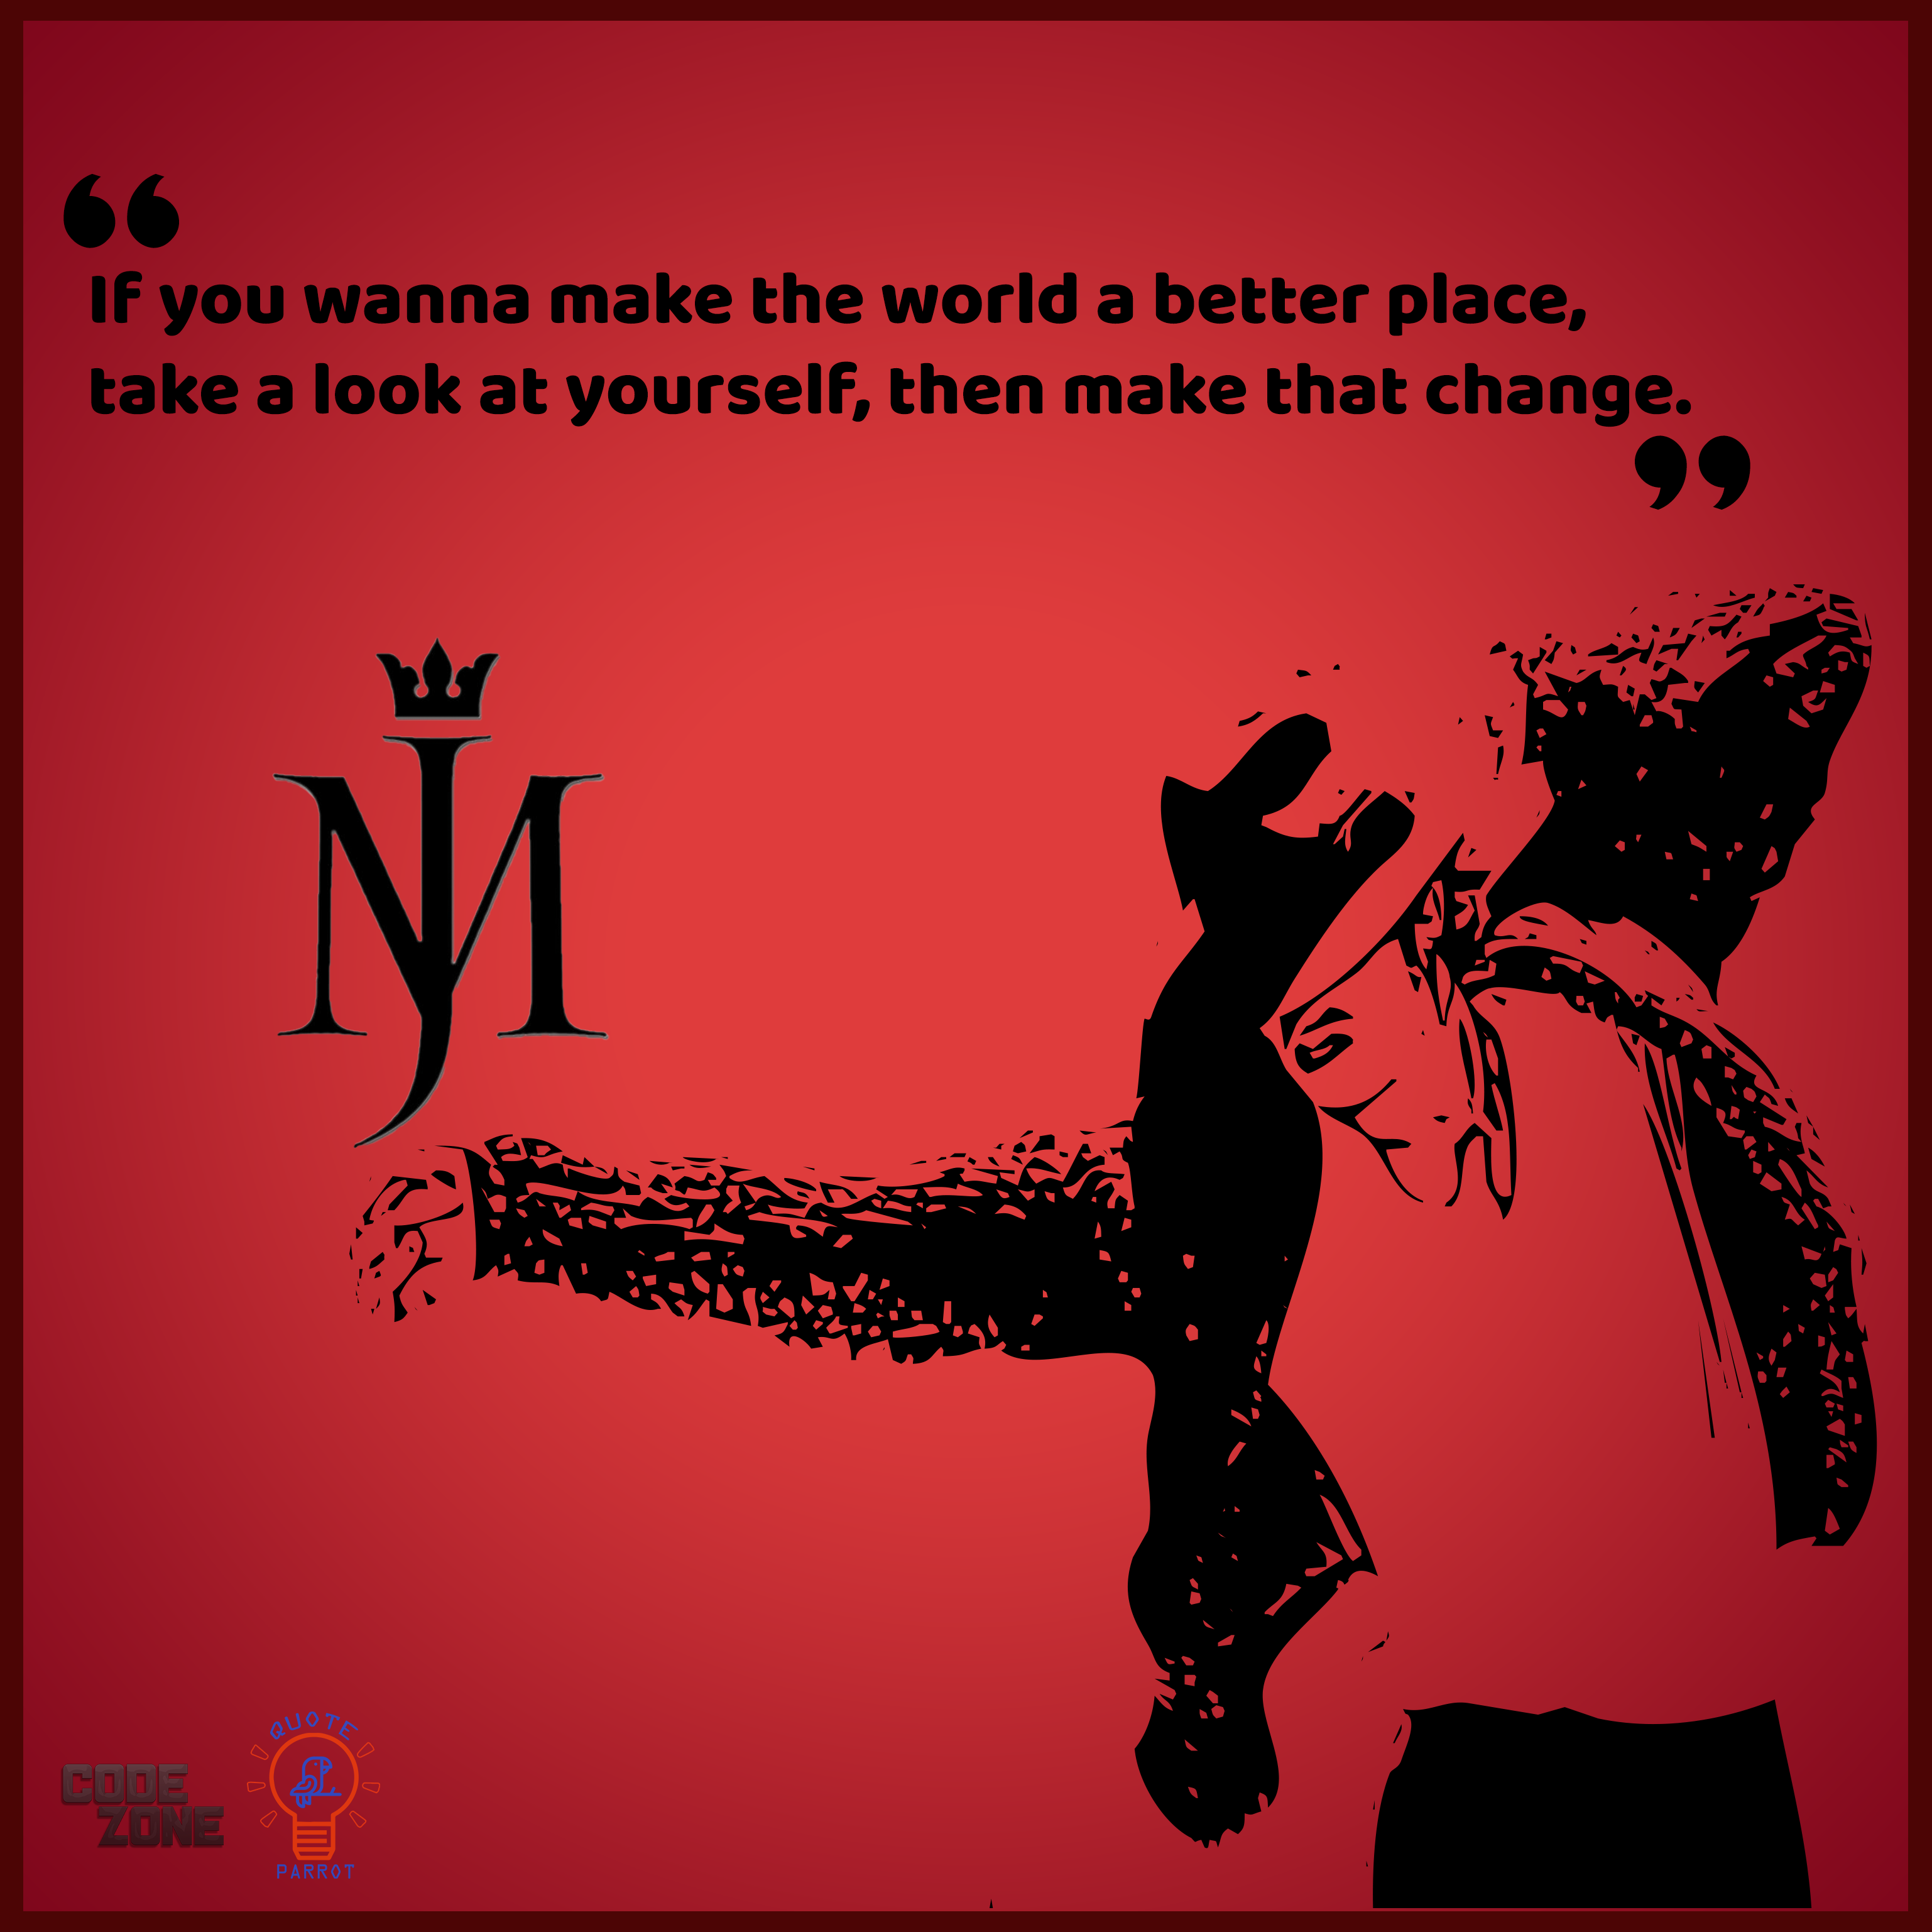 “
If you wanna make the world a better place,
take a look at yourself, then make that change.
”
MJ
CODE
ZONE
QUOTE
PARROT